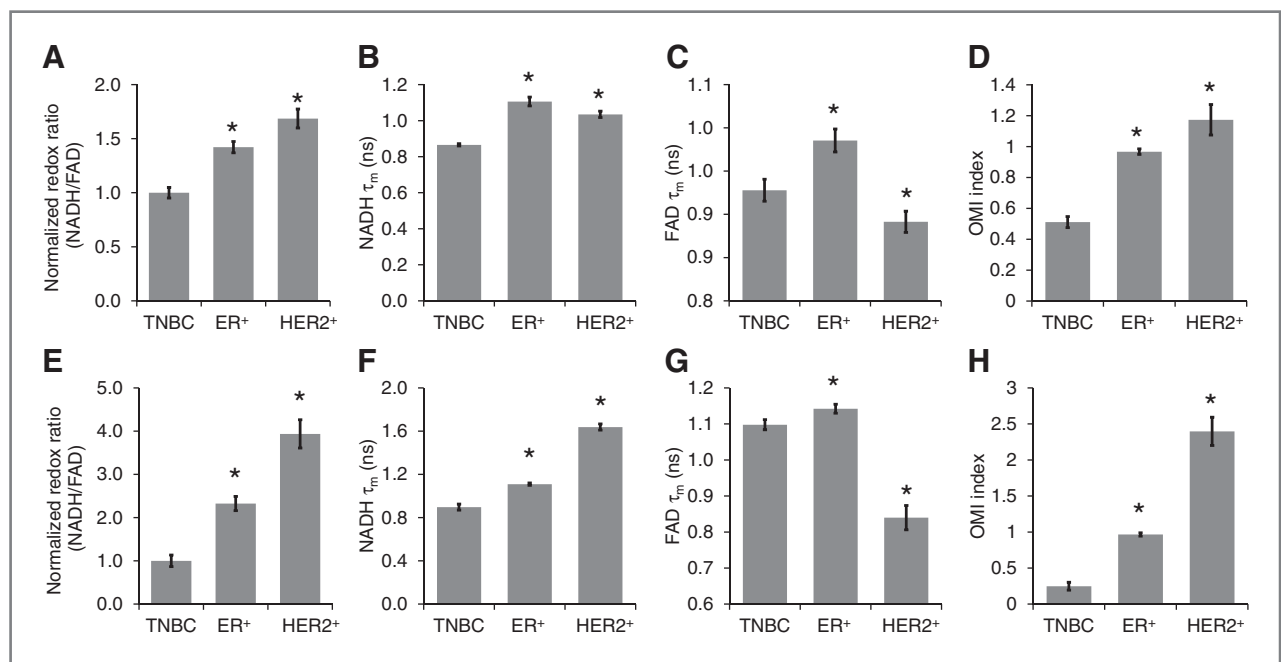 A
Normalized redox ratio
(NADH/FAD)
2.0
1.5
1.0
0.5
0.0
* *
TNBC ER+ HER2+
B
NADH τm (ns)
1.2
1.0
0.8
0.6
0.4
0.2
0.0
* *
TNBC ER+ HER2+
C
FAD τm (ns)
1.1
1.0
1.0
0.9
0.9
0.8
* *
TNBC ER+ HER2+
D
OMI index
1.4
1.2
1
0.8
0.6
0.4
0.2
0
* *
TNBC ER+ HER2+
E
Normalized redox ratio
(NADH/FAD)
5.0
4.0
3.0
2.0
1.0
0.0
* *
TNBC ER+ HER2+
F
NADH τm (ns)
2.0
1.6
1.2
0.8
0.4
0.0
* *
TNBC ER+ HER2+
G
FAD τm (ns)
1.2
1.1
1.0
0.9
0.8
0.7
0.6
* *
TNBC ER+ HER2+
H
OMI index
3
2.5
2
1.5
1
0.5
0
* *
TNBC ER+ HER2+